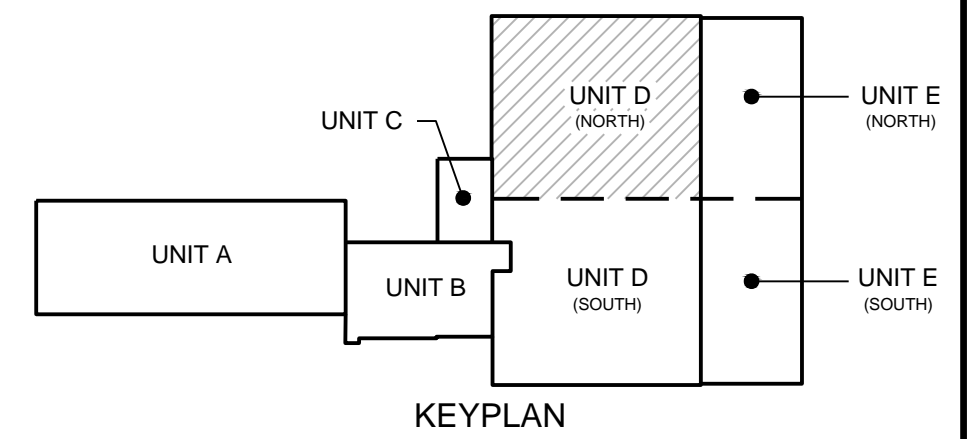 UNIT D
(NORTH)
UNIT E
(NORTH)
UNIT C
UNIT A
UNIT B
UNIT D
(SOUTH)
UNIT E
(SOUTH)
KEYPLAN